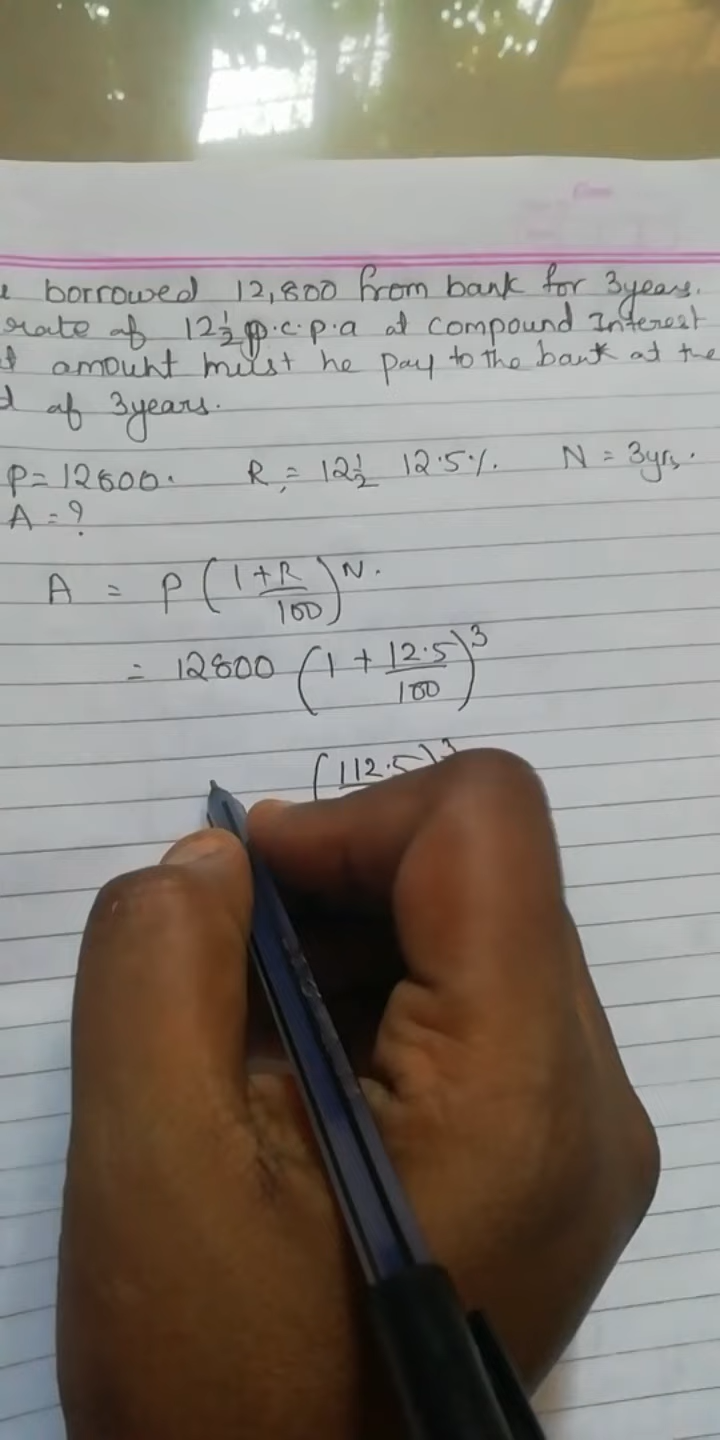 borrowed 12,800 from bank for 3years.
rate of 12½ p.c.p.a at compound Interest
amount must he pay to the bank at the
of 3years.
P=12800. R = 12½ 12.5%. N = 3yrs.
A = ?
A = P (1+R/100)^N.
= 12800 (1 + 12.5/100)^3
(112.5)^3